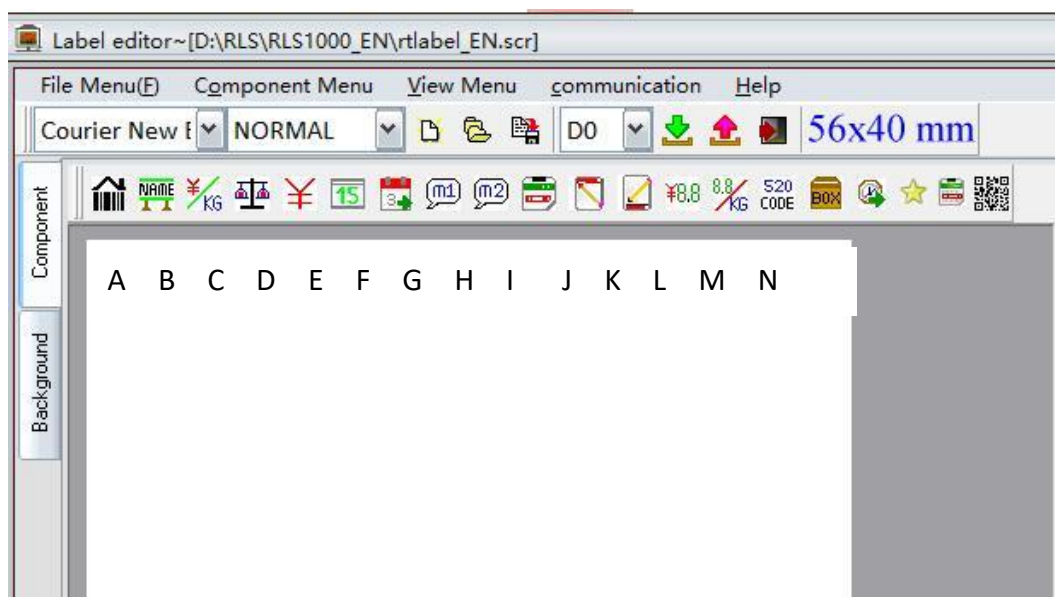 Label editor~[D:\RLS\RLS1000_EN\rtlabel_EN.scr]
File Menu(F) Component Menu View Menu communication Help
Courier New NORMAL D0 56x40 mm
Component
NAME ¥/KG ¥ 15 3 m1 m2 ¥8.8 8.8/KG 520 CODE BOX
A B C D E F G H I J K L M N
Background